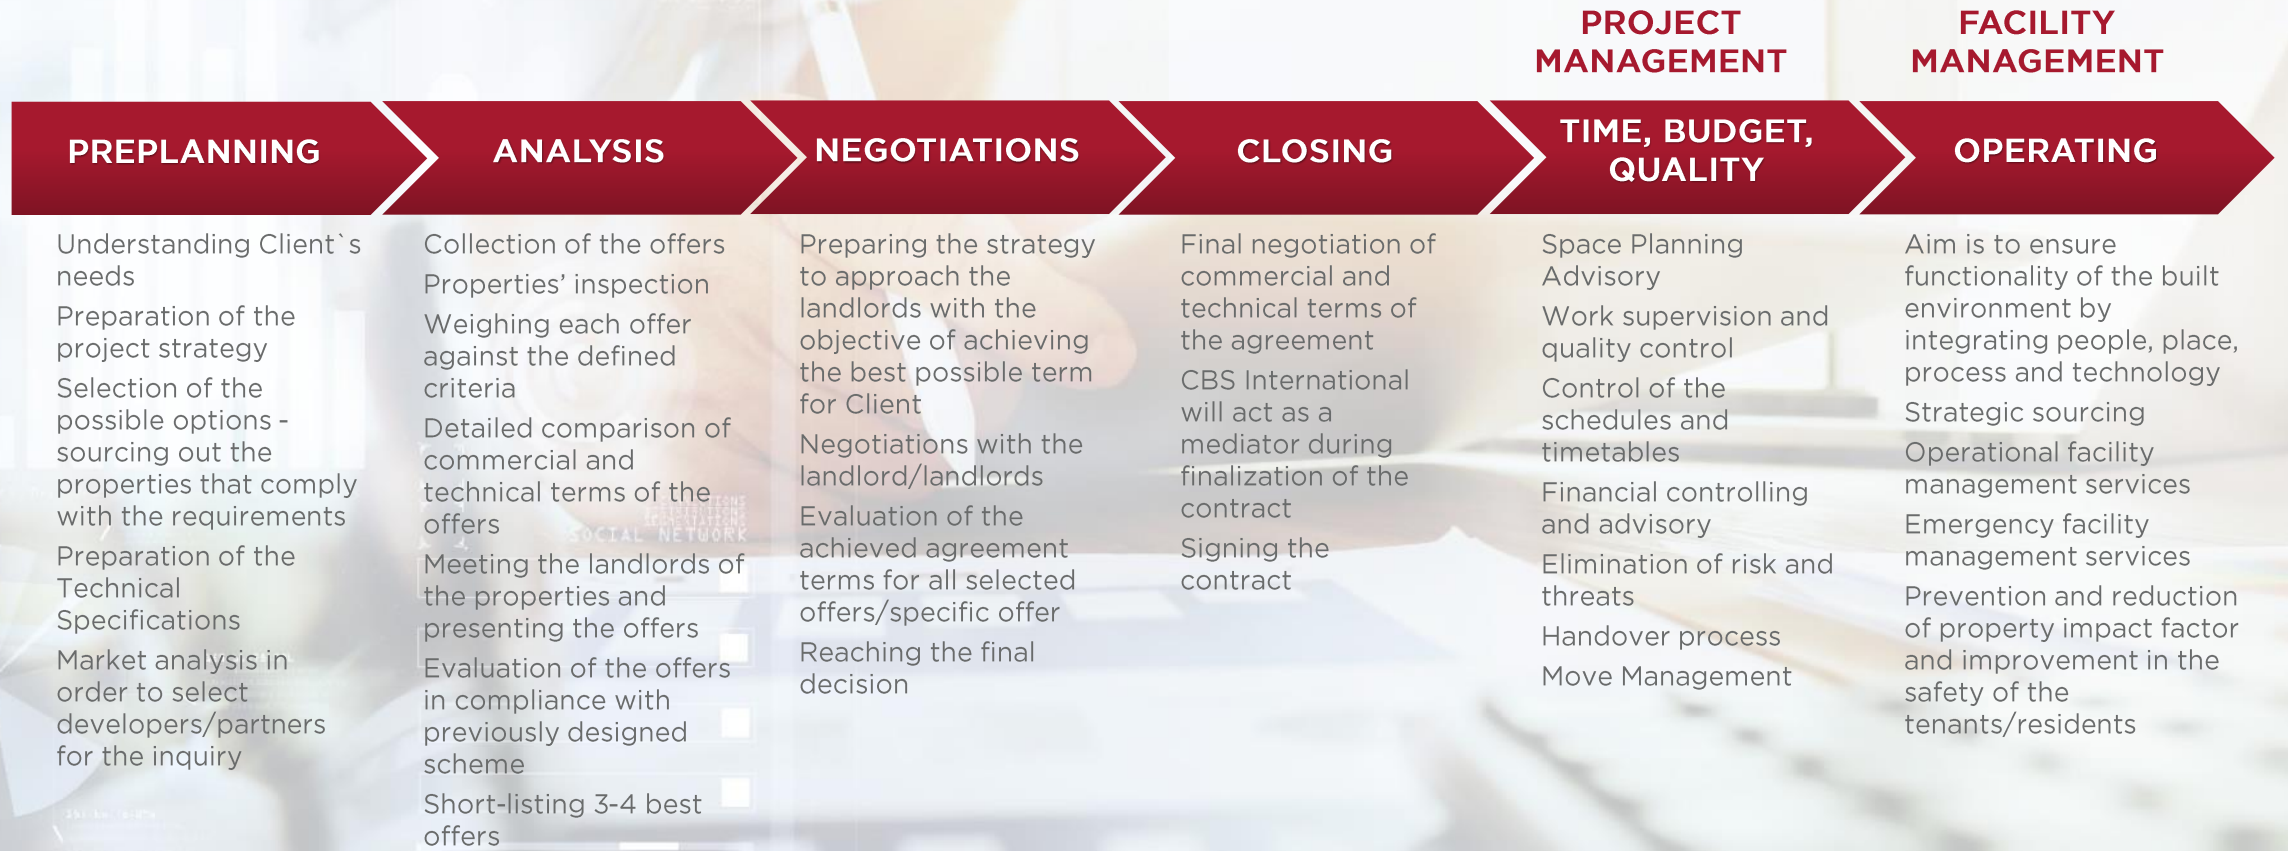 PROJECT
MANAGEMENT
FACILITY
MANAGEMENT
PREPLANNING
ANALYSIS
NEGOTIATIONS
CLOSING
TIME, BUDGET,
QUALITY
OPERATING
Understanding Client`s
needs
Preparation of the
project strategy
Selection of the
possible options -
sourcing out the
properties that comply
with the requirements
Preparation of the
Technical
Specifications
Market analysis in
order to select
developers/partners
for the inquiry
Collection of the offers
Properties’ inspection
Weighing each offer
against the defined
criteria
Detailed comparison of
commercial and
technical terms of the
offers
Meeting the landlords of
the properties and
presenting the offers
Evaluation of the offers
in compliance with
previously designed
scheme
Short-listing 3-4 best
offers
SOCIAL NETWORK
Preparing the strategy
to approach the
landlords with the
objective of achieving
the best possible term
for Client
Negotiations with the
landlord/landlords
Evaluation of the
achieved agreement
terms for all selected
offers/specific offer
Reaching the final
decision
Final negotiation of
commercial and
technical terms of
the agreement
CBS International
will act as a
mediator during
finalization of the
contract
Signing the
contract
Space Planning
Advisory
Work supervision and
quality control
Control of the
schedules and
timetables
Financial controlling
and advisory
Elimination of risk and
threats
Handover process
Move Management
Aim is to ensure
functionality of the built
environment by
integrating people, place,
process and technology
Strategic sourcing
Operational facility
management services
Emergency facility
management services
Prevention and reduction
of property impact factor
and improvement in the
safety of the
tenants/residents